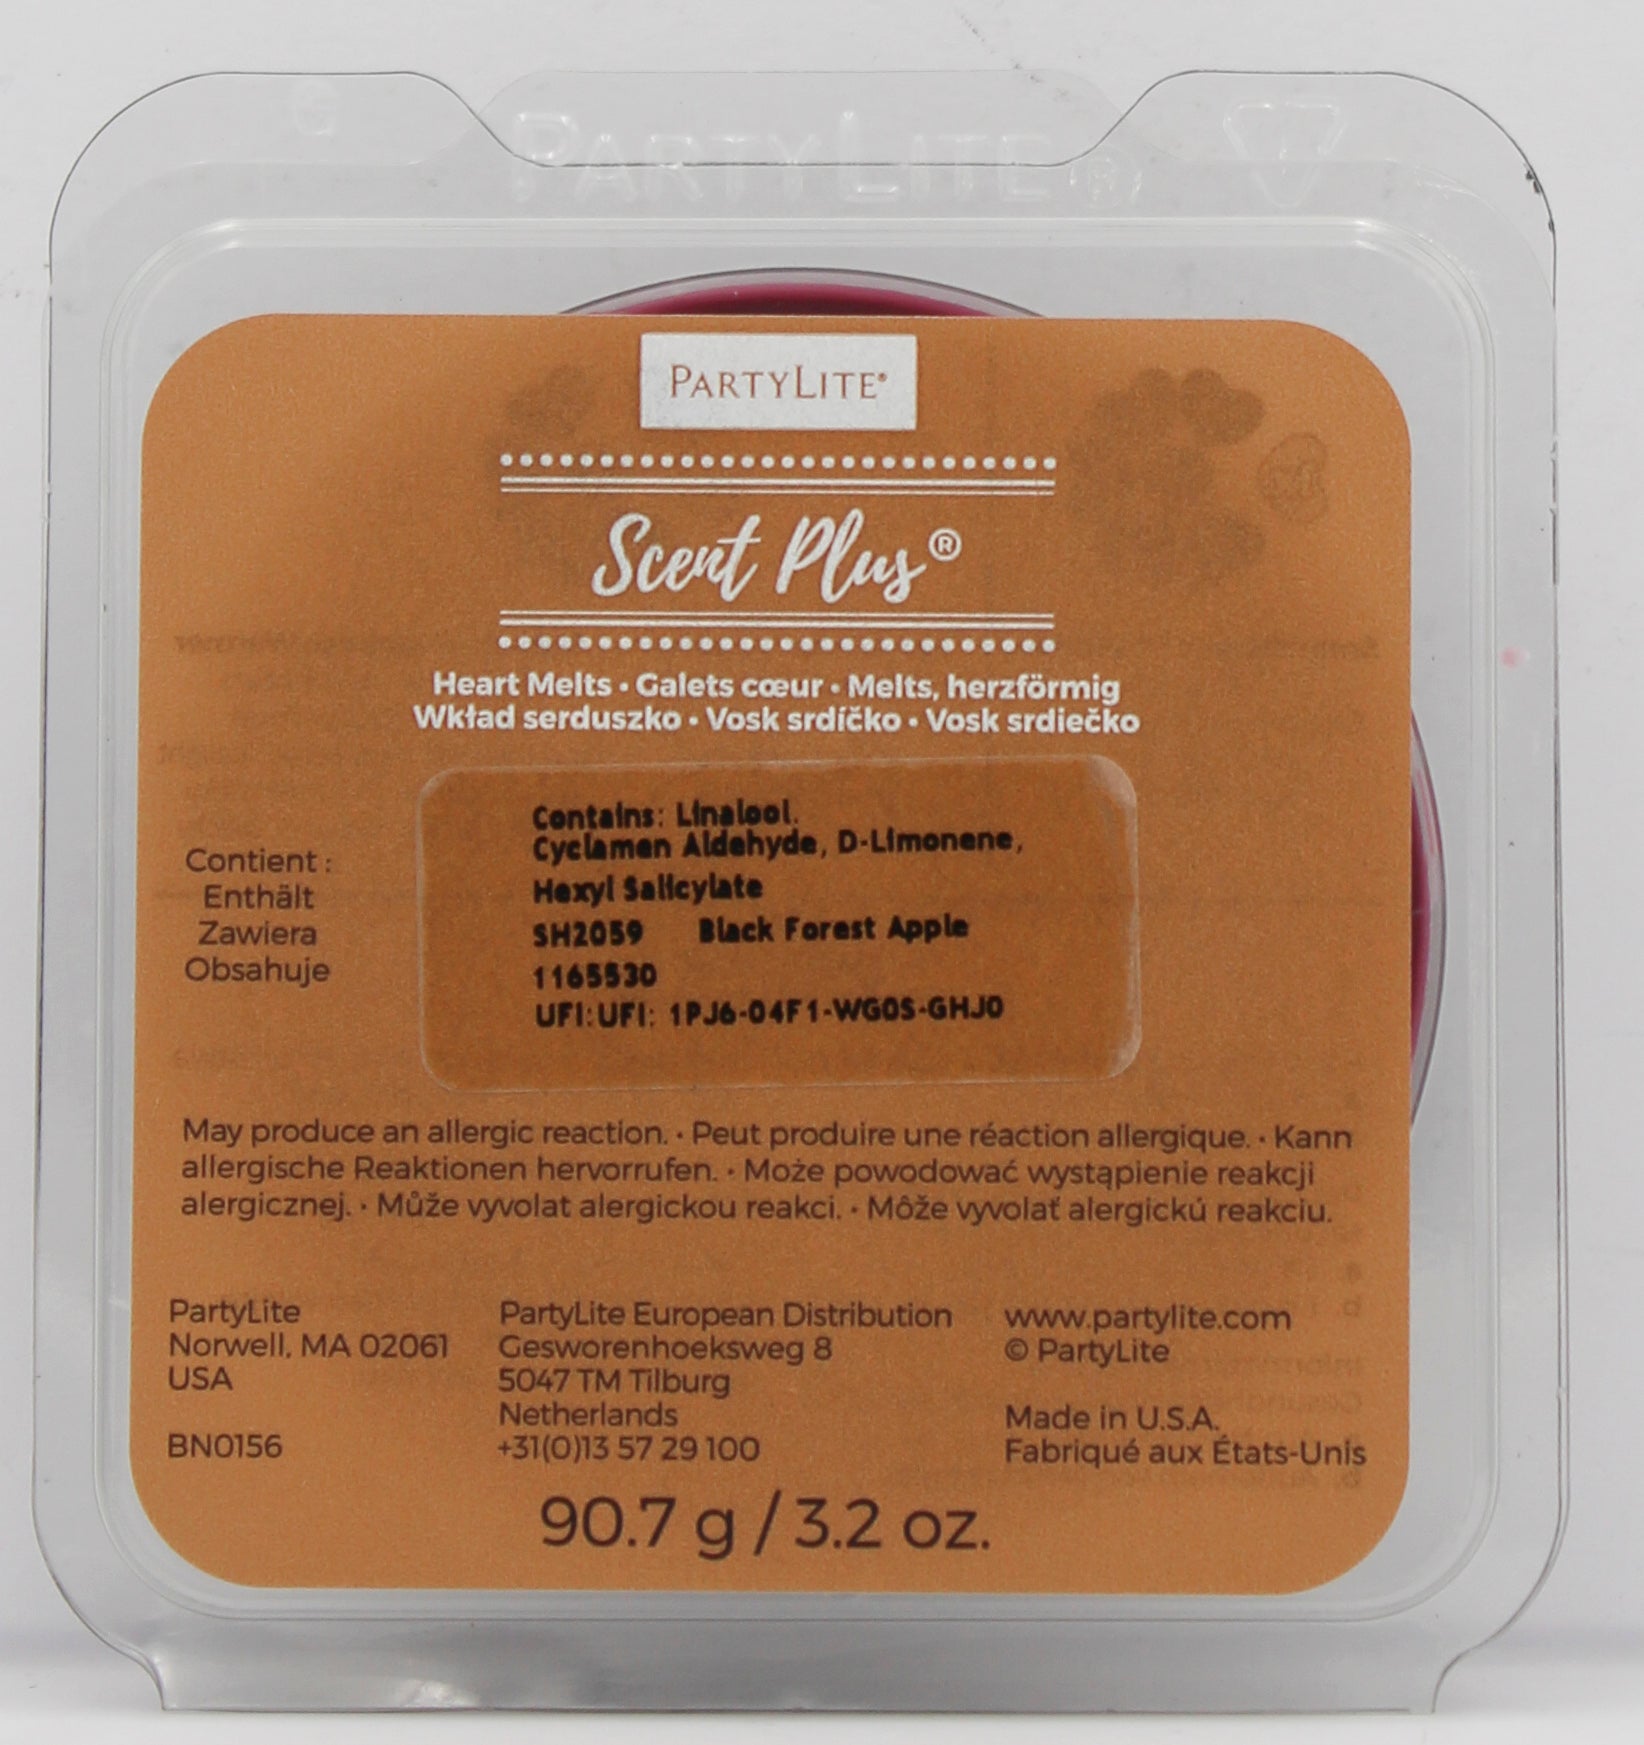 PARTYLITE®
PARTYLITE®
Scent Plus®
Heart Melts • Galets cœur • Melts, herzförmig
Wkład serduszko • Vosk srdíčko • Vosk srdiečko
Contient :
Enthält
Zawiera
Obsahuje
Contains: Linalool.
Cyclamen Aldehyde, D-Limonene,
Hexyl Salicylate
SH2059 Black Forest Apple
1165530
UFI:UFI: 1PJ6-04F1-WG0S-GHJ0
May produce an allergic reaction. • Peut produire une réaction allergique. • Kann
allergische Reaktionen hervorrufen. • Może powodować wystąpienie reakcji
alergicznej. • Může vyvolat alergickou reakci. • Môže vyvolať alergickú reakciu.
PartyLite
Norwell, MA 02061
USA
BN0156
PartyLite European Distribution
Gesworenhoeksweg 8
5047 TM Tilburg
Netherlands
+31(0)13 57 29 100
www.partylite.com
© PartyLite
Made in U.S.A.
Fabriqué aux États-Unis
90.7 g / 3.2 oz.